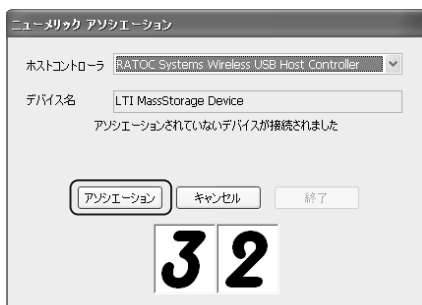 ニューメリック アソシエーション
ホストコントローラ RATOC Systems Wireless USB Host Controller
デバイス名 LTI MassStorage Device
アソシエーションされていないデバイスが接続されました
アソシエーション キャンセル 終了
32